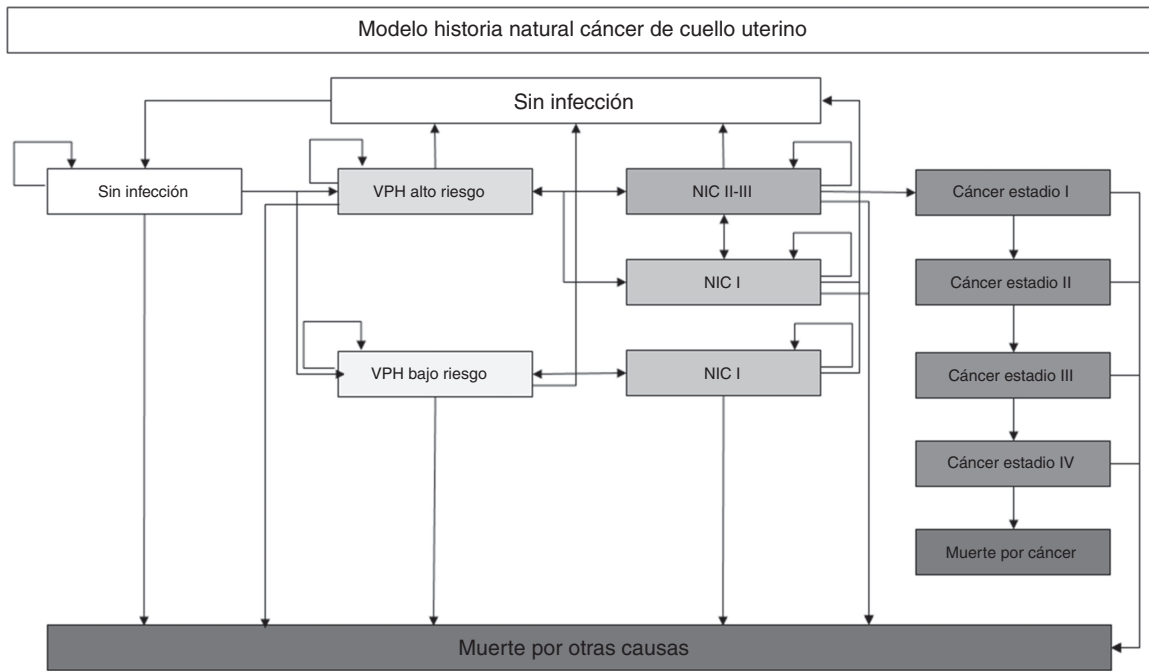 Modelo historia natural cáncer de cuello uterino
Sin infección
Sin infección
VPH alto riesgo
NIC II-III
Cáncer estadio I
NIC I
Cáncer estadio II
VPH bajo riesgo
NIC I
Cáncer estadio III
Cáncer estadio IV
Muerte por cáncer
Muerte por otras causas